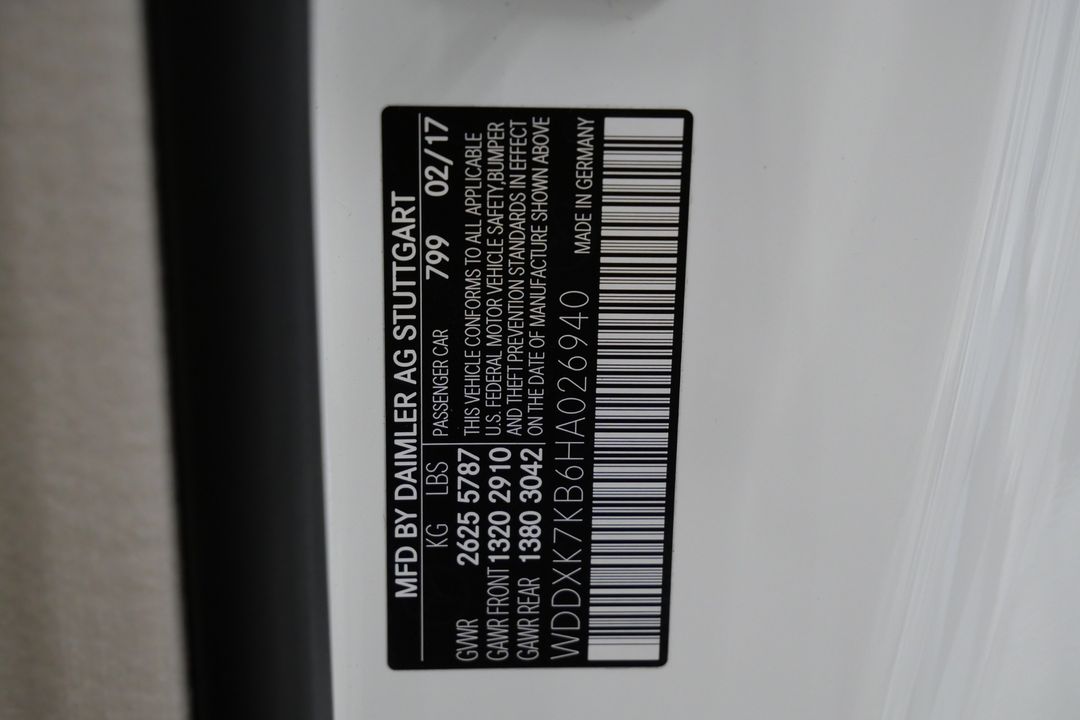 MFD BY DAIMLER AG STUTTGART
KG LBS PASSENGER CAR 799 02/17
GVWR 2625 5787 THIS VEHICLE CONFORMS TO ALL APPLICABLE
GAWR FRONT 1320 2910 U.S. FEDERAL MOTOR VEHICLE SAFETY,BUMPER
AND THEFT PREVENTION STANDARDS IN EFFECT
GAWR REAR 1380 3042 ON THE DATE OF MANUFACTURE SHOWN ABOVE
WDDXK7KB6HA026940 MADE IN GERMANY